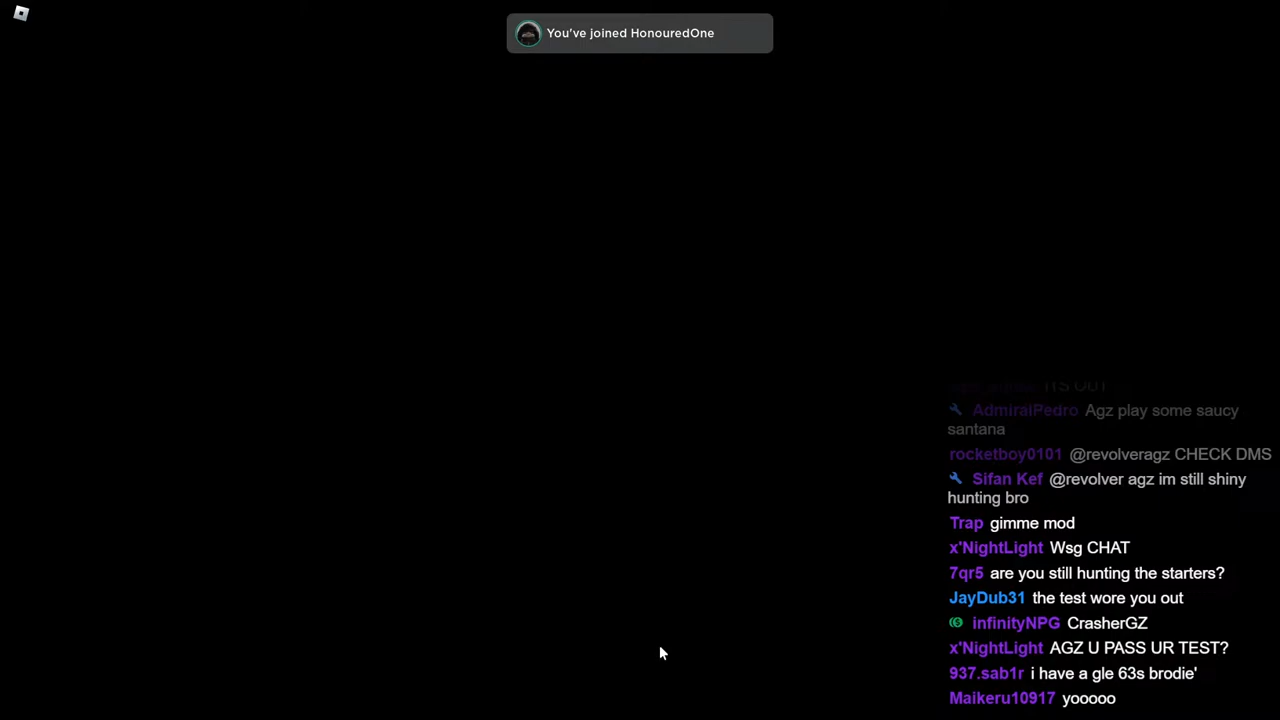 You've joined HonouredOne
ITS OUT
AdmiralPedro Agz play some saucy
santana
rocketboy0101 @revolveragz CHECK DMS
Sifan Kef @revolver agz im still shiny
hunting bro
Trap gimme mod
x'NightLight Wsg CHAT
7qr5 are you still hunting the starters?
JayDub31 the test wore you out
infinityNPG CrasherGZ
x'NightLight AGZ U PASS UR TEST?
937.sab1r i have a gle 63s brodie'
Maikeru10917 yooooo